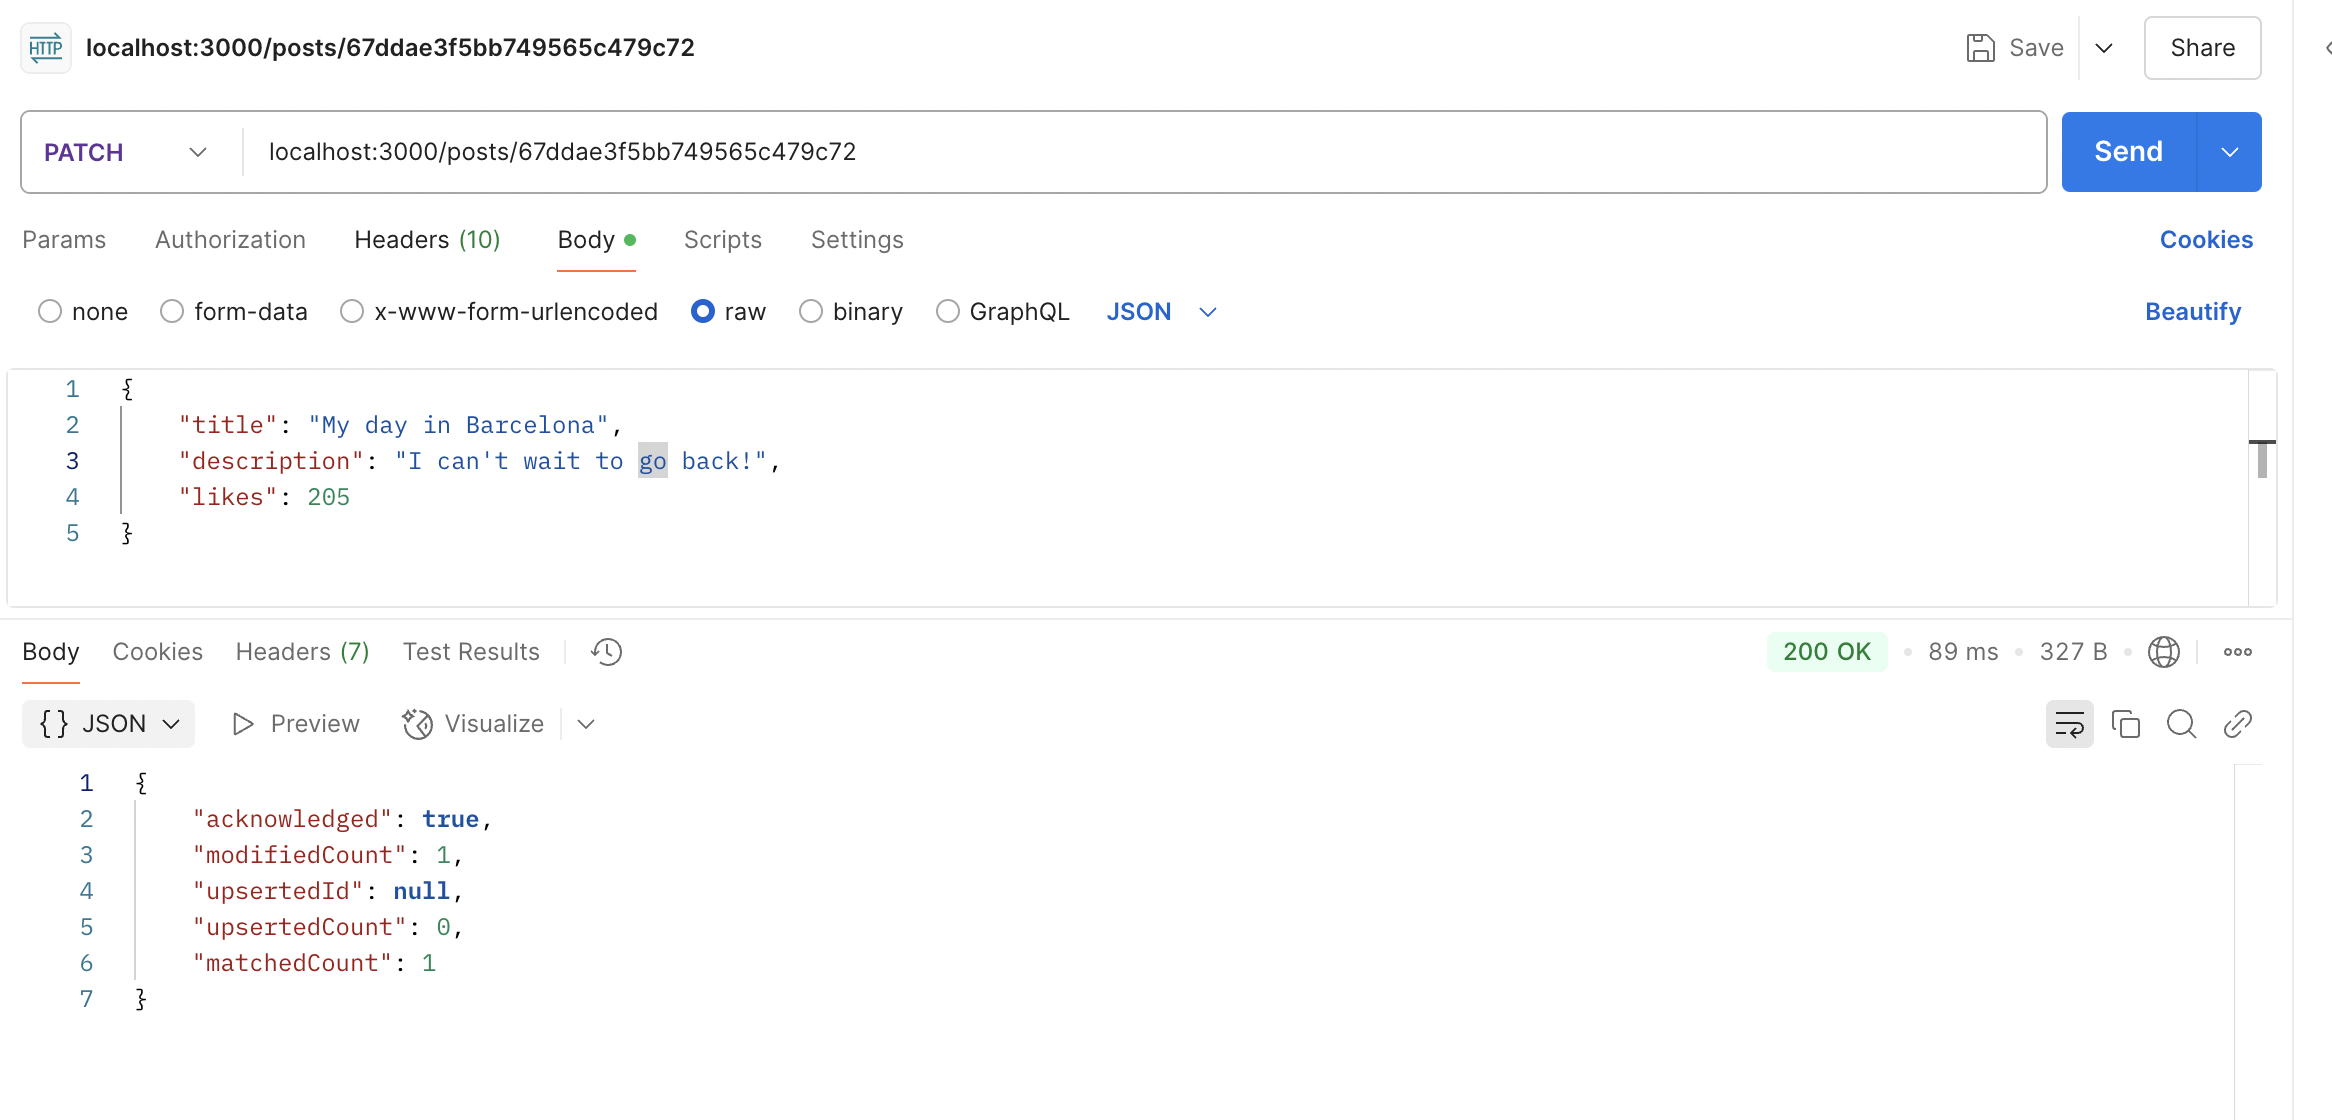 HTTP localhost:3000/posts/67ddae3f5bb749565c479c72 Save Share
PATCH localhost:3000/posts/67ddae3f5bb749565c479c72 Send
Params Authorization Headers (10) Body Scripts Settings Cookies
none form-data x-www-form-urlencoded raw binary GraphQL JSON Beautify
1 {
2 "title": "My day in Barcelona",
3 "description": "I can't wait to go back!",
4 "likes": 205
5 }
Body Cookies Headers (7) Test Results 200 OK 89 ms 327 B
{} JSON Preview Visualize
1 {
2 "acknowledged": true,
3 "modifiedCount": 1,
4 "upsertedId": null,
5 "upsertedCount": 0,
6 "matchedCount": 1
7 }